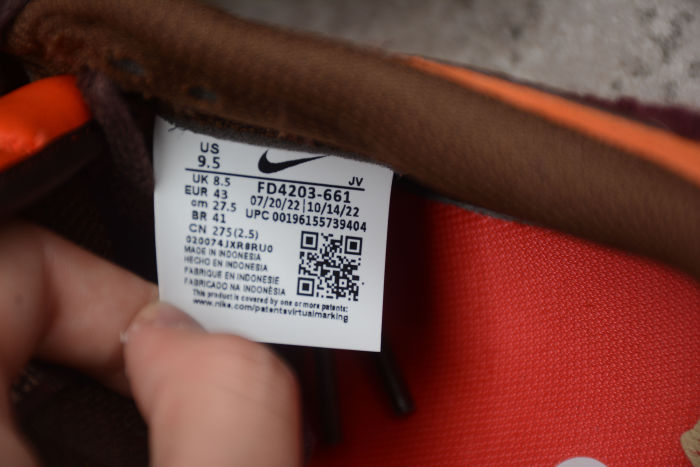 US
9.5
JV
UK 8.5
FD4203-661
EUR 43
07/20/22 | 10/14/22
cm 27.5
UPC 00196155739404
BR 41
CN 275(2.5)
020074JXR8RU0
MADE IN INDONESIA
HECHO EN INDONESIA
FABRIQUE EN INDONESIE
FABRICADO NA INDONÉSIA
This product is covered by one or more patents:
www.nike.com/patentsvirtualmarking